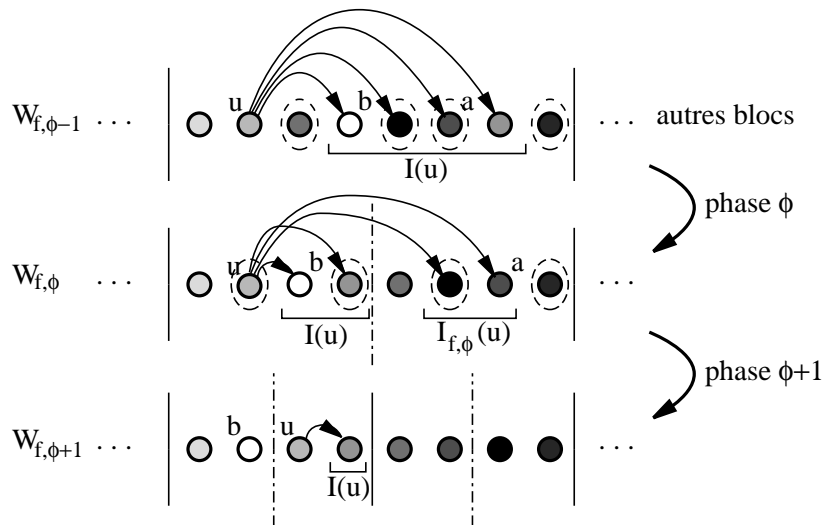 u b a
W_{f,ϕ−1} . . . . . . autres blocs
I(u)
phase ϕ
u b a
W_{f,ϕ} . . . . . .
I(u) I_{f,ϕ}(u)
phase ϕ+1
b u
W_{f,ϕ+1} . . . . . .
I(u)